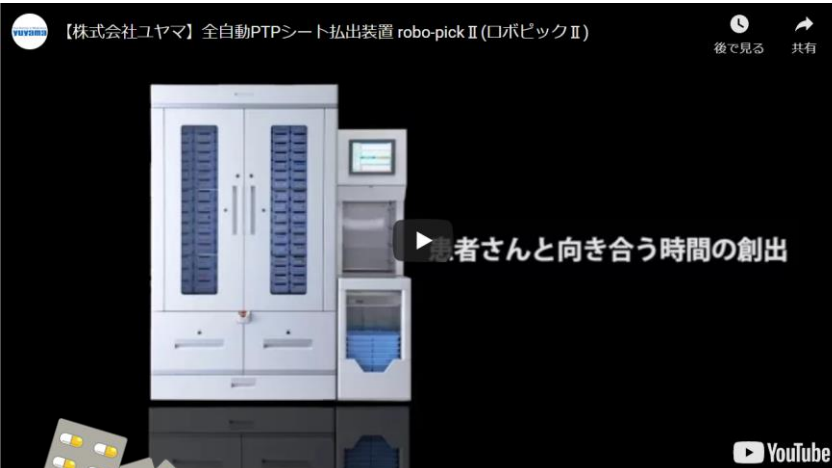 YUYAMA
【株式会社ユヤマ】全自動PTPシート払出装置 robo-pickⅡ(ロボピックⅡ)
後で見る
共有
患者さんと向き合う時間の創出
YouTube